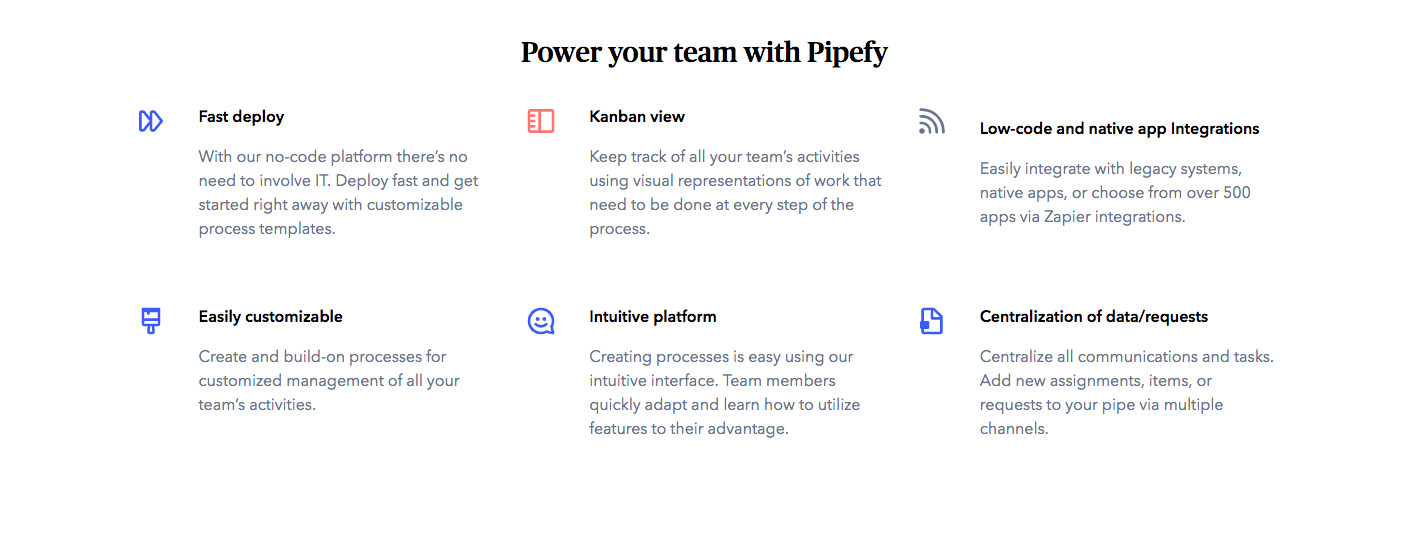 Power your team with Pipefy
Fast deploy
With our no-code platform there’s no
need to involve IT. Deploy fast and get
started right away with customizable
process templates.
Kanban view
Keep track of all your team’s activities
using visual representations of work that
need to be done at every step of the
process.
Low-code and native app Integrations
Easily integrate with legacy systems,
native apps, or choose from over 500
apps via Zapier integrations.
Easily customizable
Create and build-on processes for
customized management of all your
team’s activities.
Intuitive platform
Creating processes is easy using our
intuitive interface. Team members
quickly adapt and learn how to utilize
features to their advantage.
Centralization of data/requests
Centralize all communications and tasks.
Add new assignments, items, or
requests to your pipe via multiple
channels.